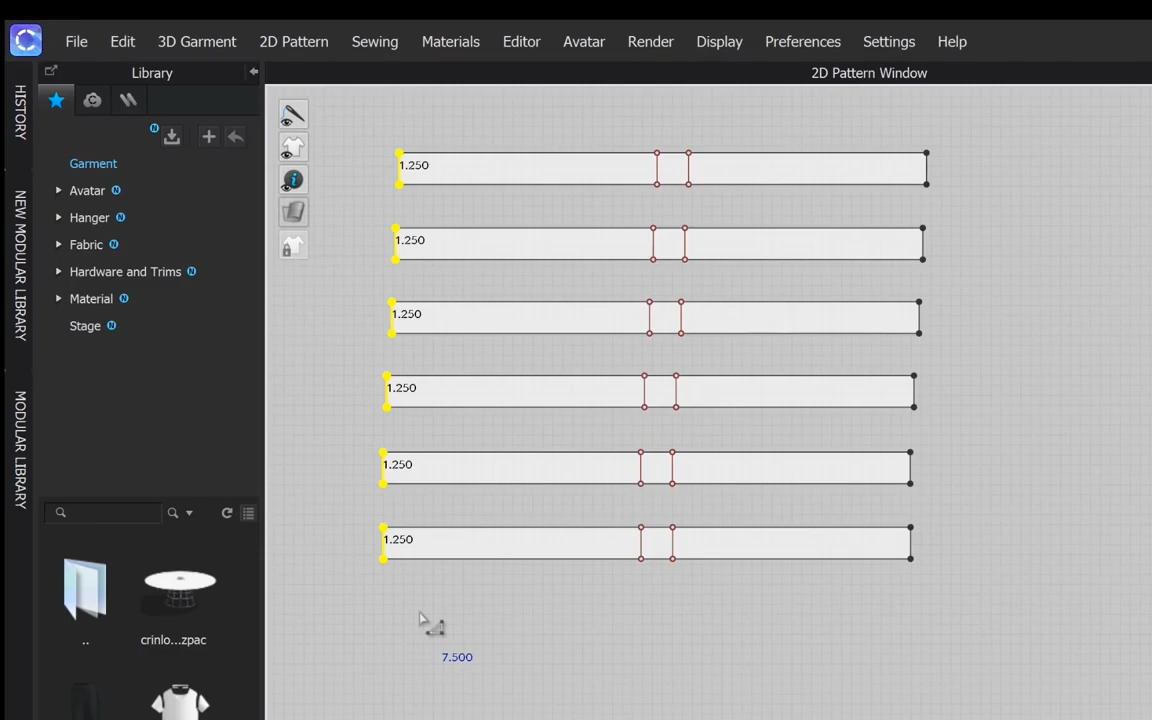 File Edit 3D Garment 2D Pattern Sewing Materials Editor Avatar Render Display Preferences Settings Help
Library
2D Pattern Window
HISTORY
NEW MODULAR LIBRARY
MODULAR LIBRARY
N
Garment
Avatar N
Hanger N
Fabric N
Hardware and Trims N
Material N
Stage N
..
crinlo...zpac
1.250
1.250
1.250
1.250
1.250
1.250
7.500